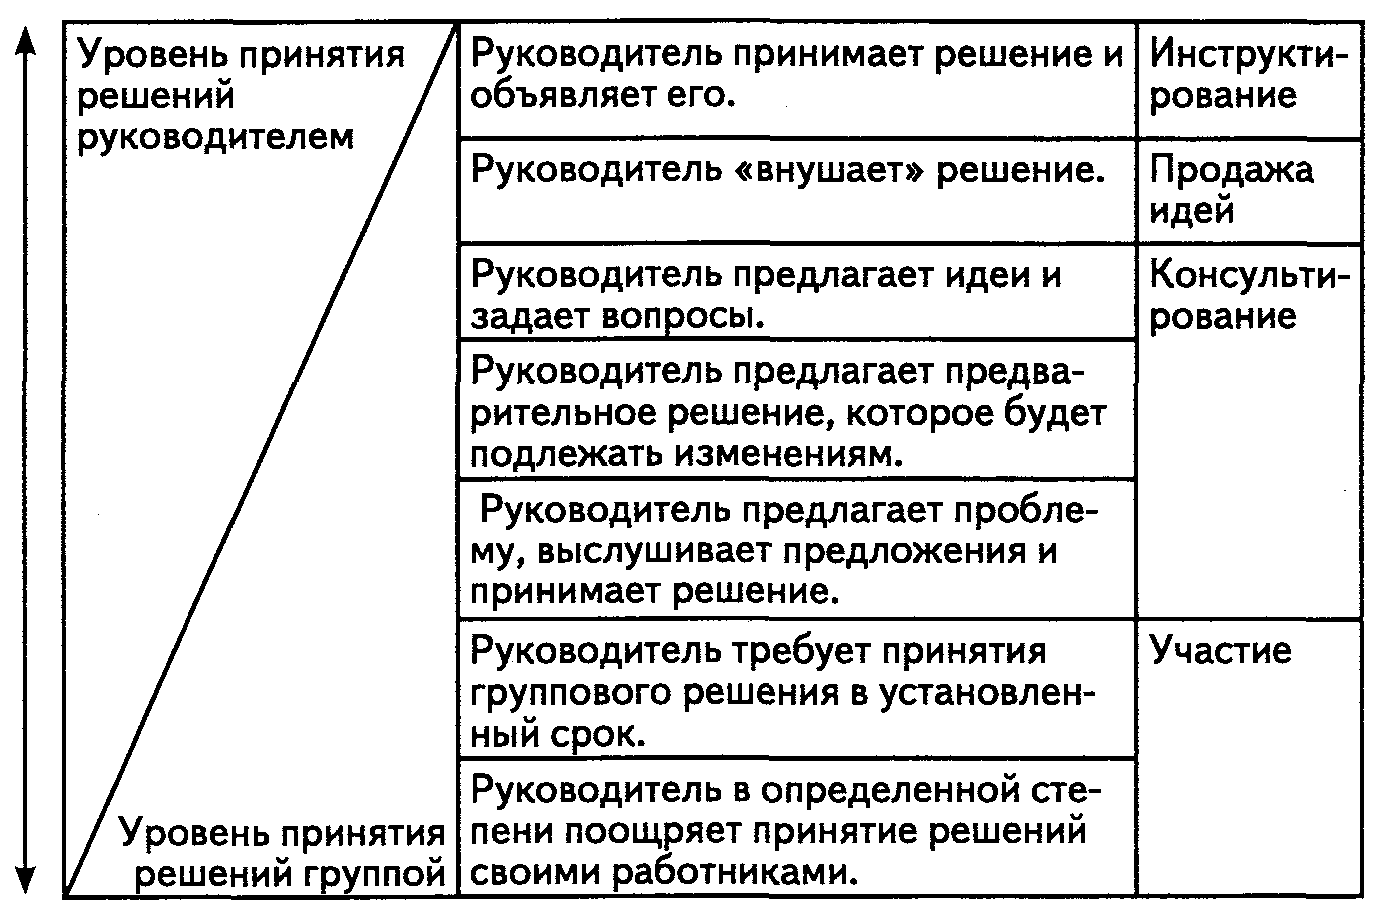 Уровень принятия
решений
руководителем
Руководитель принимает решение и
объявляет его.
Инструкти-
рование
Руководитель «внушает» решение.
Продажа
идей
Руководитель предлагает идеи и
задает вопросы.
Консульти-
рование
Руководитель предлагает предва-
рительное решение, которое будет
подлежать изменениям.
Руководитель предлагает пробле-
му, выслушивает предложения и
принимает решение.
Руководитель требует принятия
группового решения в установлен-
ный срок.
Участие
Руководитель в определенной сте-
пени поощряет принятие решений
своими работниками.
Уровень принятия
решений группой